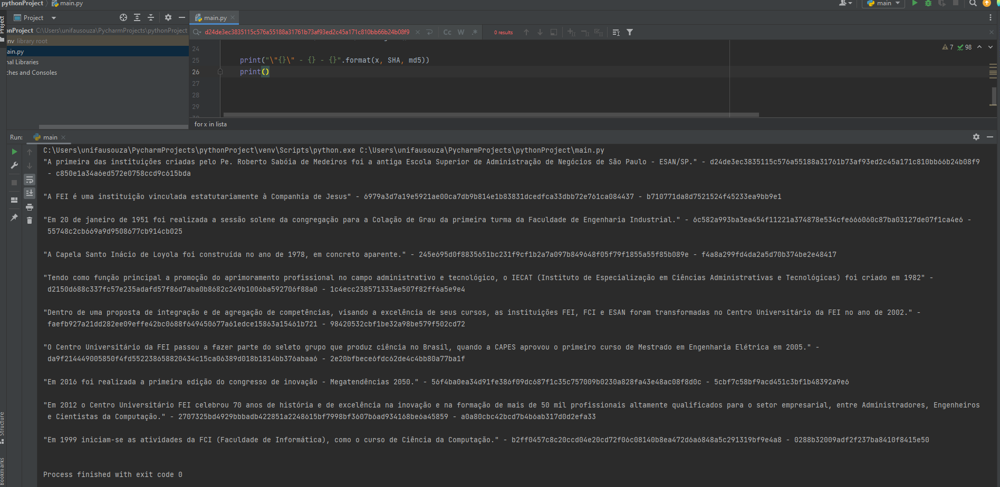 pythonProject main.py
main
Project
main.py
onProject C:\Users\unifausouza\PycharmProjects\pythonProject
env library root
ain.py
nal Libraries
ches and Consoles
d24de3ec3835115c576a55188a31761b73af93ed2c45a171c810bb66b24b08f9
Cc W .* 0 results
24
7 98
25 print("\"{}\" - {} - {}".format(x, SHA, md5))
26 print()
27
28
29
for x in lista
Run: main
C:\Users\unifausouza\PycharmProjects\pythonProject\venv\Scripts\python.exe C:\Users\unifausouza\PycharmProjects\pythonProject\main.py
"A primeira das instituições criadas pelo Pe. Roberto Sabóia de Medeiros foi a antiga Escola Superior de Administração de Negócios de São Paulo - ESAN/SP." - d24de3ec3835115c576a55188a31761b73af93ed2c45a171c810bb66b24b08f9
- c850e1a34a6ed572e0758ccd9c615bda
"A FEI é uma instituição vinculada estatutariamente à Companhia de Jesus" - 6979a3d7a19e5921ae00ca7db9b814e1b83831dcedfca33dbb72e761ca084437 - b710771da8d7521524f45233ea9bb9e1
"Em 20 de janeiro de 1951 foi realizada a sessão solene da congregação para a Colação de Grau da primeira turma da Faculdade de Engenharia Industrial." - 6c582a993ba3ea454f11221a374878e534cfe666060c87ba03127de07f1ca4e6 -
55748c2cb669a9d9508677cb914cb025
"A Capela Santo Inácio de Loyola foi construída no ano de 1978, em concreto aparente." - 245e695d0f8835651bc231f9cf1b2a7a097b849648f05f79f1855a55f85b089e - f4a8a299fd4da2a5d70b374be2e48417
"Tendo como função principal a promoção do aprimoramento profissional no campo administrativo e tecnológico, o IECAT (Instituto de Especialização em Ciências Administrativas e Tecnológicas) foi criado em 1982" -
d2150d688c337fc57e235adafd57f86d7aba0b8682c249b1006ba592706f88a0 - 1c4ecc238571333ae507f82ff6a5e9e4
"Dentro de uma proposta de integração e de agregação de competências, visando a excelência de seus cursos, as instituições FEI, FCI e ESAN foram transformadas no Centro Universitário da FEI no ano de 2002." -
faefb927a21dd282ee09effe42bc0688f649450677a61edce15863a15461b721 - 98420532cbf1be32a98be579f502cd72
"O Centro Universitário da FEI passou a fazer parte do seleto grupo que produz ciência no Brasil, quando a CAPES aprovou o primeiro curso de Mestrado em Engenharia Elétrica em 2005." -
da9f214449005850f4fd552238658820434c15ca06389d018b1814bb376abaa6 - 2e20bfbece6fdc62de4c4bb80a77ba1f
"Em 2016 foi realizada a primeira edição do congresso de inovação - Megatendências 2050." - 56f4ba0ea34d91fe386f09dc687f1c35c757009b0230a828fa43e48ac08f8d0c - 5cbf7c58bf9acd451c3bf1b48392a9e6
"Em 2012 o Centro Universitário FEI celebrou 70 anos de história e de excelência na inovação e na formação de mais de 50 mil profissionais altamente qualificados para o setor empresarial, entre Administradores, Engenheiros
e Cientistas da Computação." - 2707325bd4929bbbadb422851a2248615bf7998bf3607b6ad934168be6a45859 - a0a80cbc42bcd7b4b6ab317d0d2efa33
"Em 1999 iniciam-se as atividades da FCI (Faculdade de Informática), como o curso de Ciência da Computação." - b2ff0457c8c20ccd04e20cd72f06c08140b8ea472d6a6848a5c291319bf9e4a8 - 0288b32009adf2f237ba8410f8415e50
Process finished with exit code 0
Project
Structure
Bookmarks